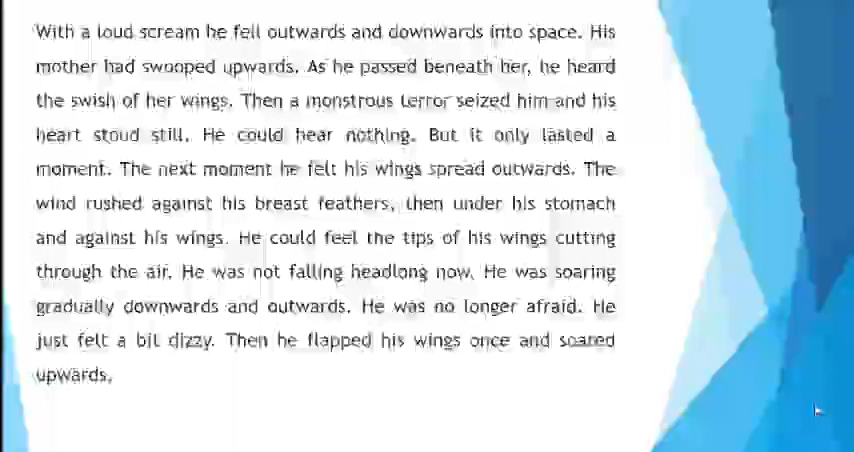 With a loud scream he fell outwards and downwards into space. His
mother had swooped upwards. As he passed beneath her, he heard
the swish of her wings. Then a monstrous terror seized him and his
heart stood still. He could hear nothing. But it only lasted a
moment. The next moment he felt his wings spread outwards. The
wind rushed against his breast feathers, then under his stomach
and against his wings. He could feel the tips of his wings cutting
through the air. He was not falling headlong now. He was soaring
gradually downwards and outwards. He was no longer afraid. He
just felt a bit dizzy. Then he flapped his wings once and soared
upwards.